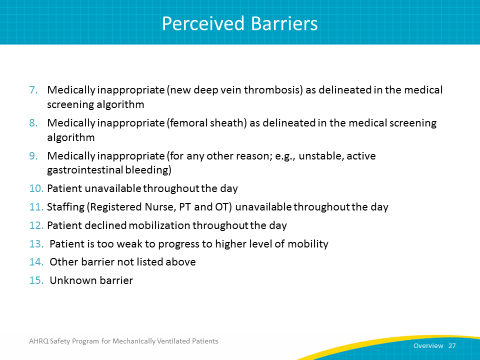 Perceived Barriers
7. Medically inappropriate (new deep vein thrombosis) as delineated in the medical
screening algorithm
8. Medically inappropriate (femoral sheath) as delineated in the medical screening
algorithm
9. Medically inappropriate (for any other reason; e.g., unstable, active
gastrointestinal bleeding)
10. Patient unavailable throughout the day
11. Staffing (Registered Nurse, PT and OT) unavailable throughout the day
12. Patient declined mobilization throughout the day
13. Patient is too weak to progress to higher level of mobility
14. Other barrier not listed above
15. Unknown barrier
AHRQ Safety Program for Mechanically Ventilated Patients
Overview 27